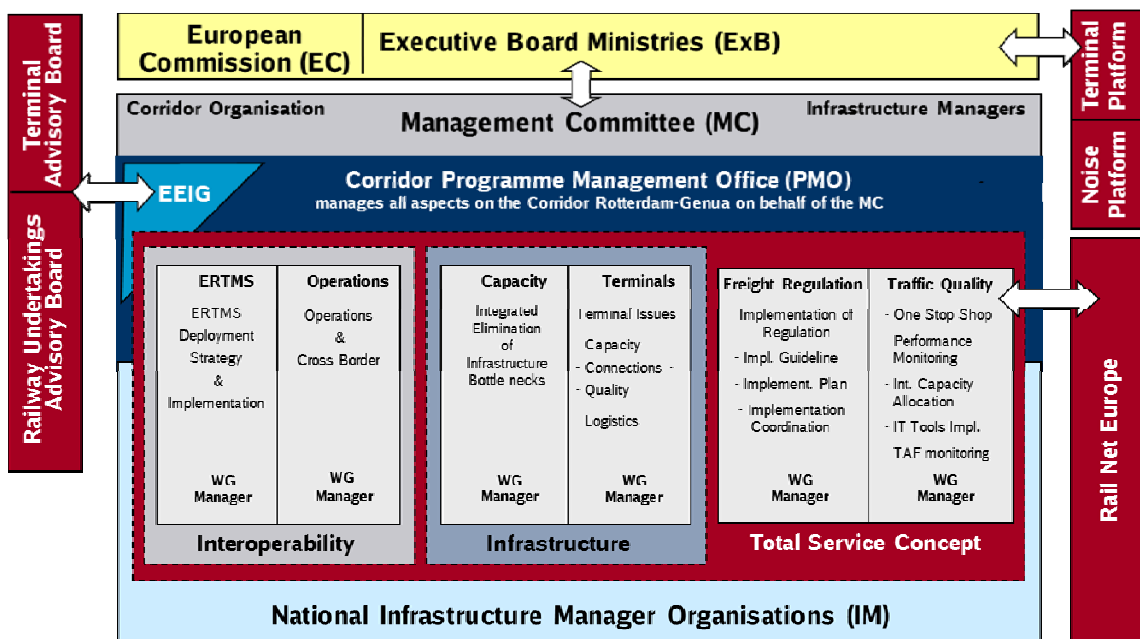 Terminal
Advisory Board
Railway Undertakings
Advisory Board
European
Commission (EC)
Executive Board Ministries (ExB)
Terminal
Platform
Noise
Platform
Rail Net Europe
Corridor Organisation
Infrastructure Managers
Management Committee (MC)
EEIG
Corridor Programme Management Office (PMO)
manages all aspects on the Corridor Rotterdam-Genua on behalf of the MC
ERTMS
ERTMS
Deployment
Strategy
&
Implementation
WG
Manager
Operations
Operations
&
Cross Border
WG
Manager
Interoperability
Capacity
Integrated
Elimination
of
Infrastructure
Bottle necks
WG
Manager
Terminals
Terminal Issues
Capacity
- Connections -
- Quality
Logistics
WG
Manager
Infrastructure
Freight Regulation
Implementation of
Regulation
- Impl. Guideline
- Implement. Plan
- Implementation
Coordination
WG
Manager
Traffic Quality
- One Stop Shop
Performance
Monitoring
- Int. Capacity
Allocation
- IT Tools Impl.
TAF monitoring
WG
Manager
Total Service Concept
National Infrastructure Manager Organisations (IM)